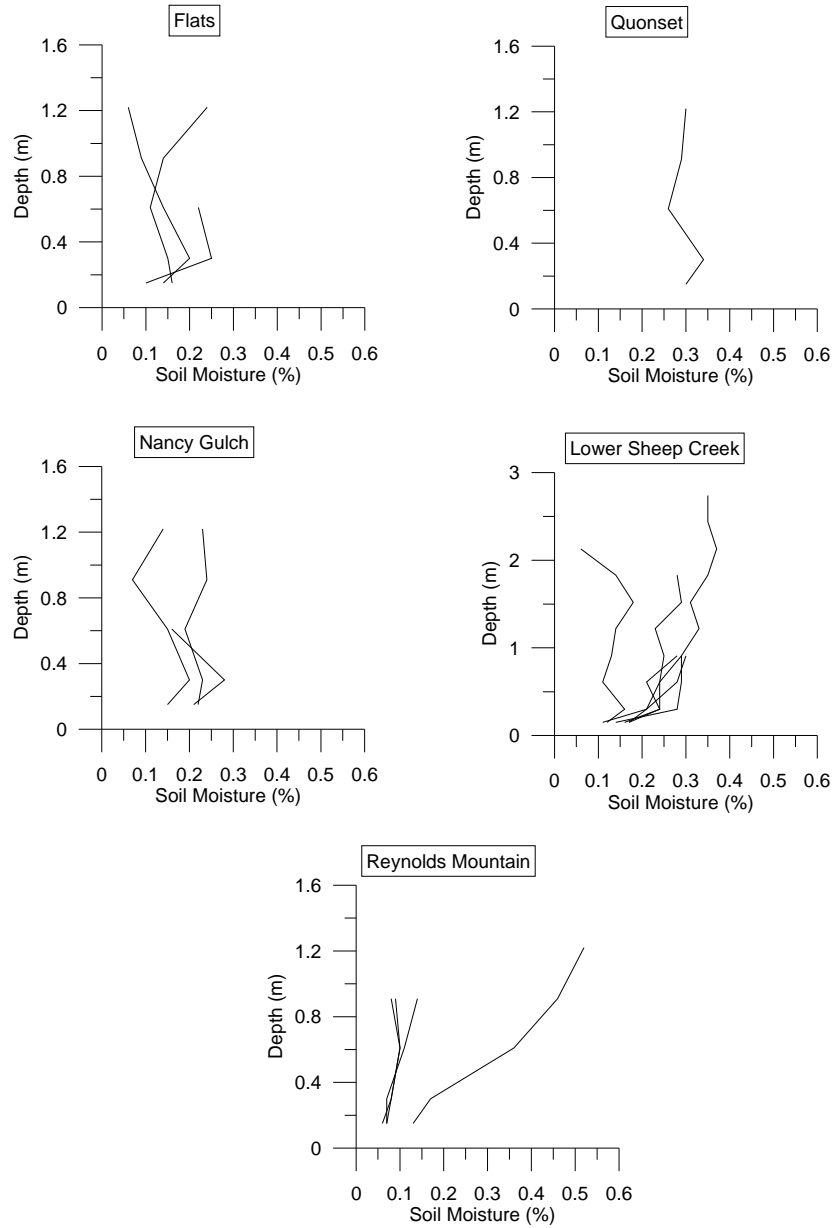 Flats
1.6
1.2
0.8
0.4
0
Depth (m)
0 0.1 0.2 0.3 0.4 0.5 0.6
Soil Moisture (%)
Quonset
1.6
1.2
0.8
0.4
0
Depth (m)
0 0.1 0.2 0.3 0.4 0.5 0.6
Soil Moisture (%)
Nancy Gulch
1.6
1.2
0.8
0.4
0
Depth (m)
0 0.1 0.2 0.3 0.4 0.5 0.6
Soil Moisture (%)
Lower Sheep Creek
3
2
1
0
Depth (m)
0 0.1 0.2 0.3 0.4 0.5 0.6
Soil Moisture (%)
Reynolds Mountain
1.6
1.2
0.8
0.4
0
Depth (m)
0 0.1 0.2 0.3 0.4 0.5 0.6
Soil Moisture (%)